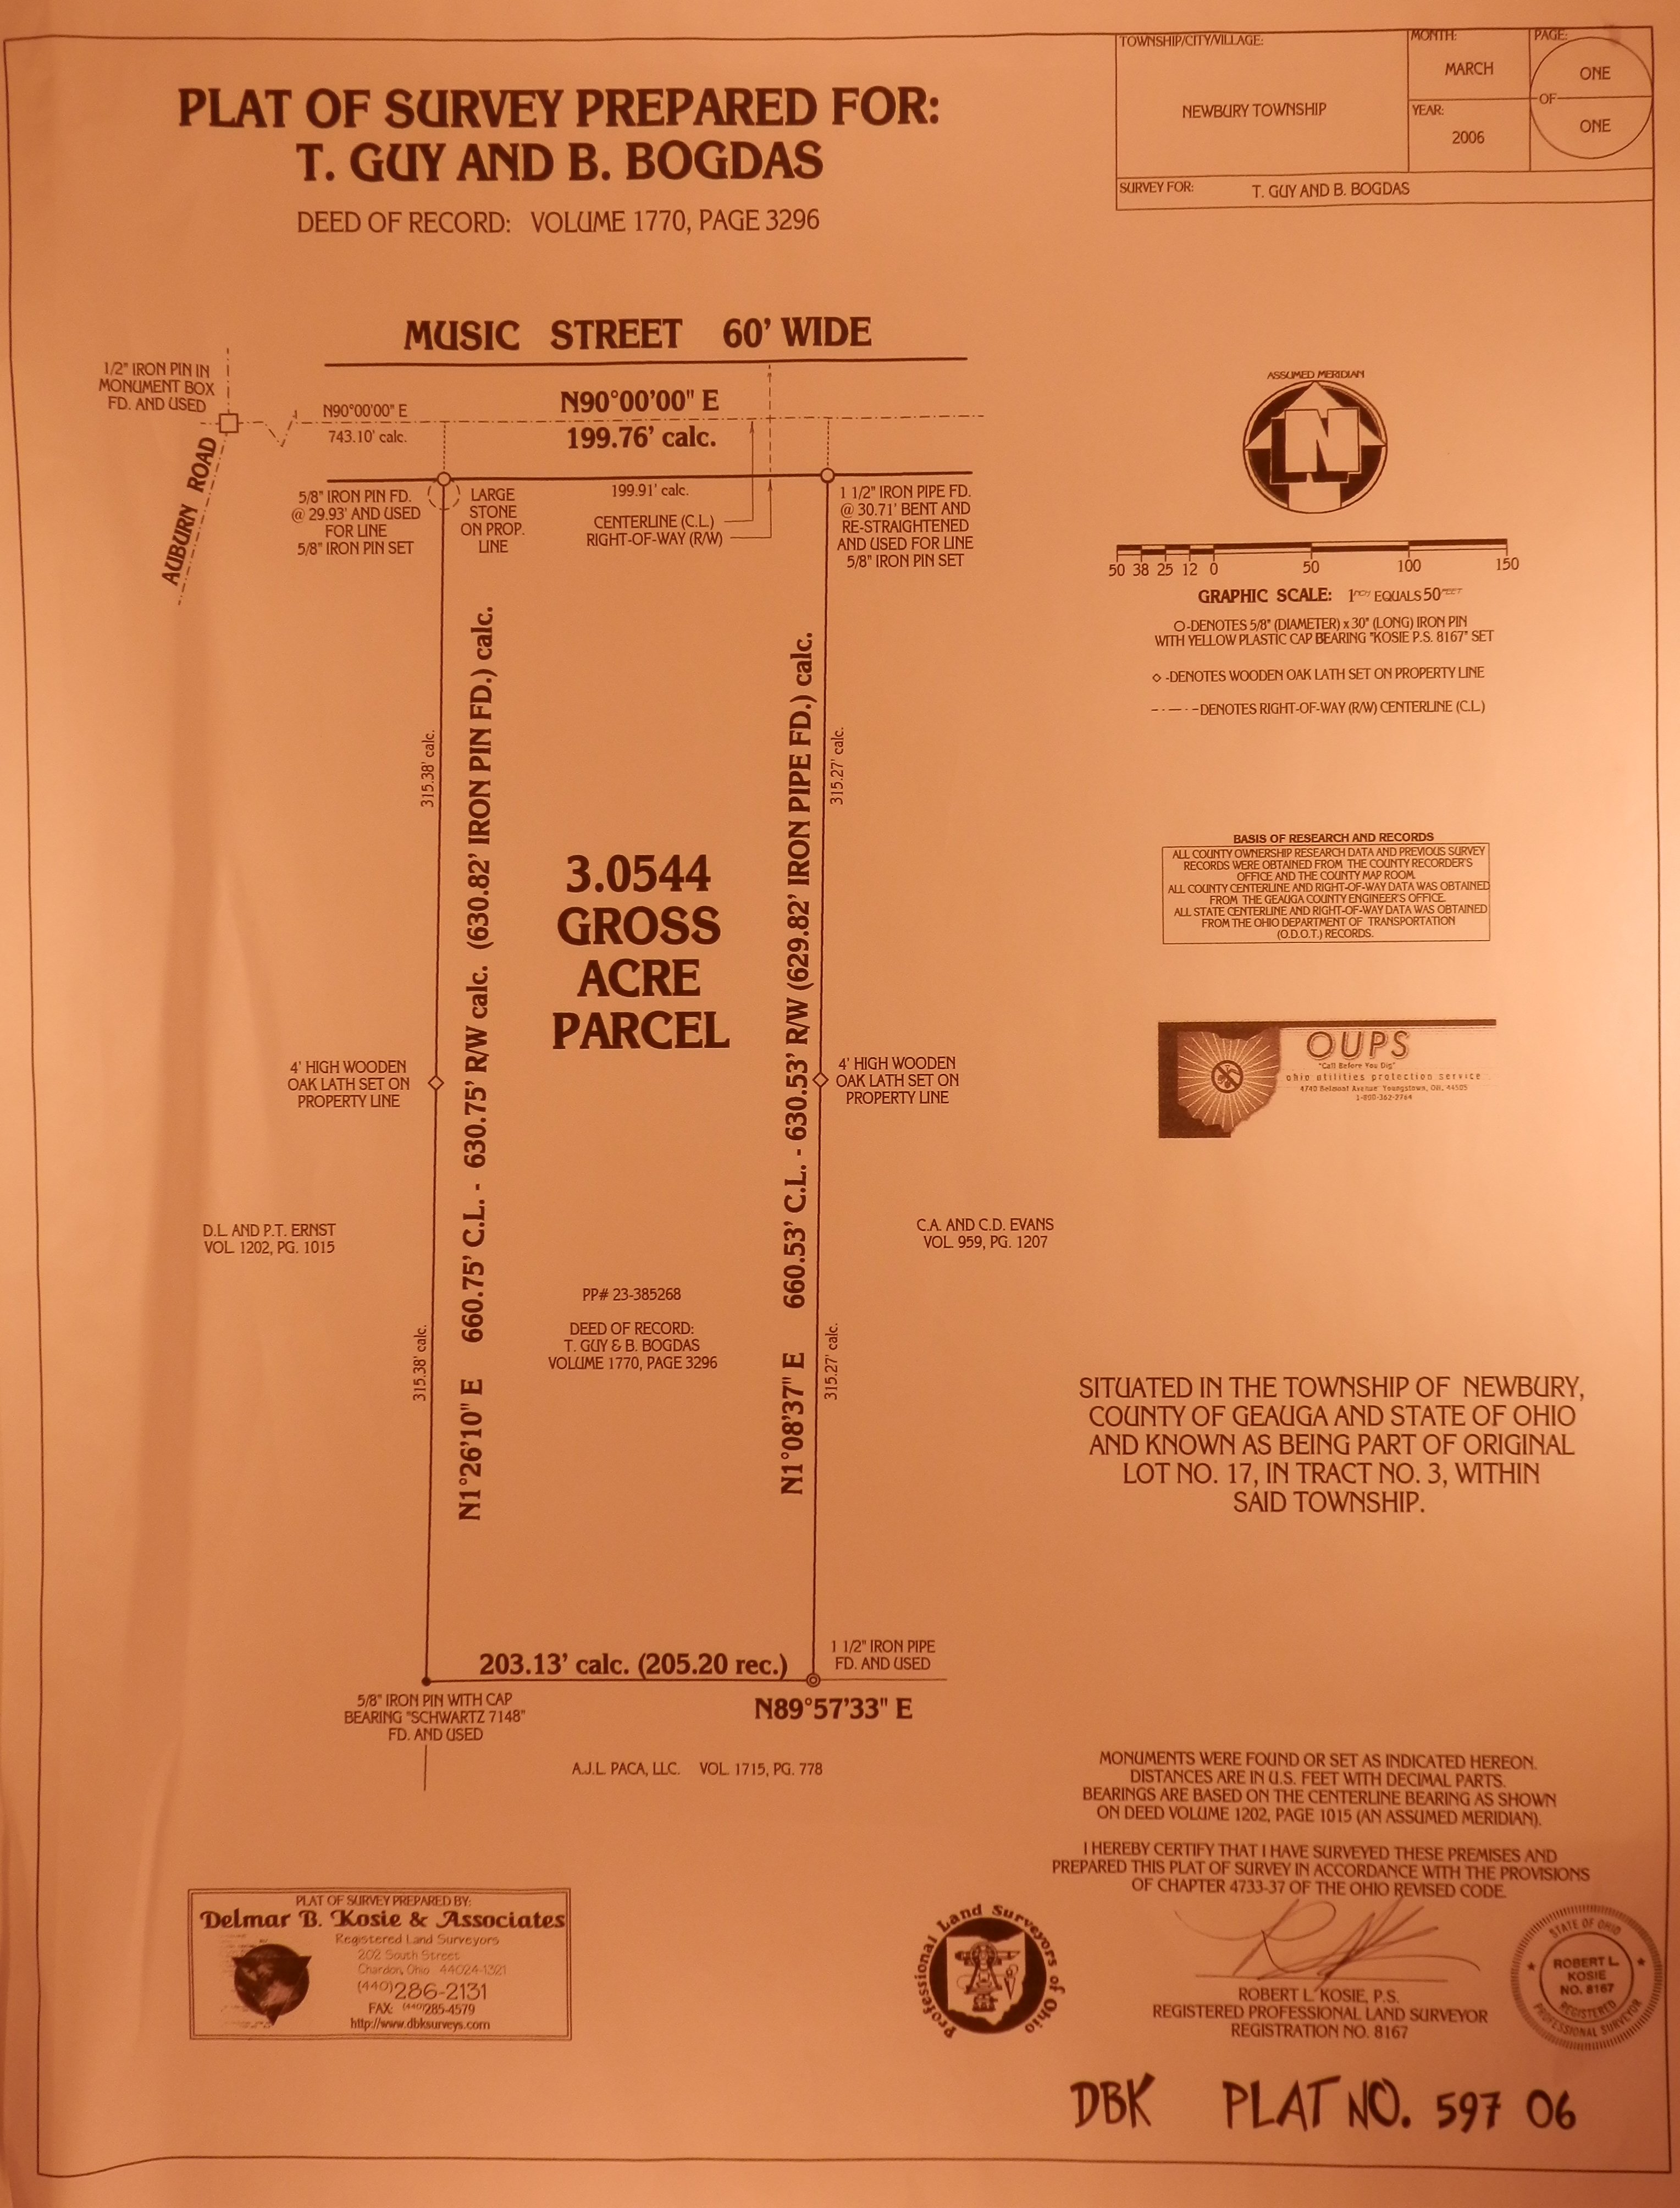 TOWNSHIP/CITY/VILLAGE:
NEWBURY TOWNSHIP
MONTH:
MARCH
YEAR:
2006
PAGE:
ONE
OF
ONE
SURVEY FOR: T. GUY AND B. BOGDAS
PLAT OF SURVEY PREPARED FOR:
T. GUY AND B. BOGDAS
DEED OF RECORD: VOLUME 1770, PAGE 3296
MUSIC STREET 60' WIDE
1/2" IRON PIN IN
MONUMENT BOX
FD. AND USED
AUBURN ROAD
N90°00'00" E
743.10' calc.
N90°00'00" E
199.76' calc.
199.91' calc.
5/8" IRON PIN FD.
@ 29.93' AND USED
FOR LINE
5/8" IRON PIN SET
LARGE
STONE
ON PROP.
LINE
CENTERLINE (C.L.)
RIGHT-OF-WAY (R/W)
1 1/2" IRON PIPE FD.
@ 30.71' BENT AND
RE-STRAIGHTENED
AND USED FOR LINE
5/8" IRON PIN SET
ASSUMED MERIDIAN
N
50 38 25 12 0 50 100 150
GRAPHIC SCALE: 1 INCH EQUALS 50 FEET
O-DENOTES 5/8" (DIAMETER) x 30" (LONG) IRON PIN
WITH YELLOW PLASTIC CAP BEARING "KOSIE P.S. 8167" SET
◇ -DENOTES WOODEN OAK LATH SET ON PROPERTY LINE
- · - · - DENOTES RIGHT-OF-WAY (R/W) CENTERLINE (C.L.)
315.38' calc.
N1°26'10" E 660.75' C.L. - 630.75' R/W calc. (630.82' IRON PIN FD.) calc.
N1°08'37" E 660.53' C.L. - 630.53' R/W (629.82' IRON PIPE FD.) calc.
315.27' calc.
3.0544
GROSS
ACRE
PARCEL
BASIS OF RESEARCH AND RECORDS
ALL COUNTY OWNERSHIP RESEARCH DATA AND PREVIOUS SURVEY
RECORDS WERE OBTAINED FROM THE COUNTY RECORDER'S
OFFICE AND THE COUNTY MAP ROOM.
ALL COUNTY CENTERLINE AND RIGHT-OF-WAY DATA WAS OBTAINED
FROM THE GEAUGA COUNTY ENGINEER'S OFFICE.
ALL STATE CENTERLINE AND RIGHT-OF-WAY DATA WAS OBTAINED
FROM THE OHIO DEPARTMENT OF TRANSPORTATION
(O.D.O.T.) RECORDS.
OUPS
"Call Before You Dig"
ohio utilities protection service
4740 Belmont Avenue Youngstown, OH. 44505
1-800-362-2764
4' HIGH WOODEN
OAK LATH SET ON
PROPERTY LINE
4' HIGH WOODEN
OAK LATH SET ON
PROPERTY LINE
D.L. AND P.T. ERNST
VOL. 1202, PG. 1015
C.A. AND C.D. EVANS
VOL. 959, PG. 1207
PP# 23-385268
DEED OF RECORD:
T. GUY & B. BOGDAS
VOLUME 1770, PAGE 3296
315.38' calc.
315.27' calc.
SITUATED IN THE TOWNSHIP OF NEWBURY,
COUNTY OF GEAUGA AND STATE OF OHIO
AND KNOWN AS BEING PART OF ORIGINAL
LOT NO. 17, IN TRACT NO. 3, WITHIN
SAID TOWNSHIP.
203.13' calc. (205.20 rec.)
1 1/2" IRON PIPE
FD. AND USED
N89°57'33" E
5/8" IRON PIN WITH CAP
BEARING "SCHWARTZ 7148"
FD. AND USED
A.J.L. PACA, LLC. VOL. 1715, PG. 778
MONUMENTS WERE FOUND OR SET AS INDICATED HEREON.
DISTANCES ARE IN U.S. FEET WITH DECIMAL PARTS.
BEARINGS ARE BASED ON THE CENTERLINE BEARING AS SHOWN
ON DEED VOLUME 1202, PAGE 1015 (AN ASSUMED MERIDIAN).
I HEREBY CERTIFY THAT I HAVE SURVEYED THESE PREMISES AND
PREPARED THIS PLAT OF SURVEY IN ACCORDANCE WITH THE PROVISIONS
OF CHAPTER 4733-37 OF THE OHIO REVISED CODE.
ROBERT L. KOSIE, P.S.
REGISTERED PROFESSIONAL LAND SURVEYOR
REGISTRATION NO. 8167
STATE OF OHIO
ROBERT L.
KOSIE
NO. 8167
REGISTERED
PROFESSIONAL SURVEYOR
Professional Land Surveyors of Ohio
PLAT OF SURVEY PREPARED BY:
Delmar B. Kosie & Associates
Registered Land Surveyors
202 South Street
Chardon, Ohio 44024-1321
(440) 286-2131
FAX: (440) 285-4579
http://www.dbksurveys.com
DBK PLAT NO. 597 06